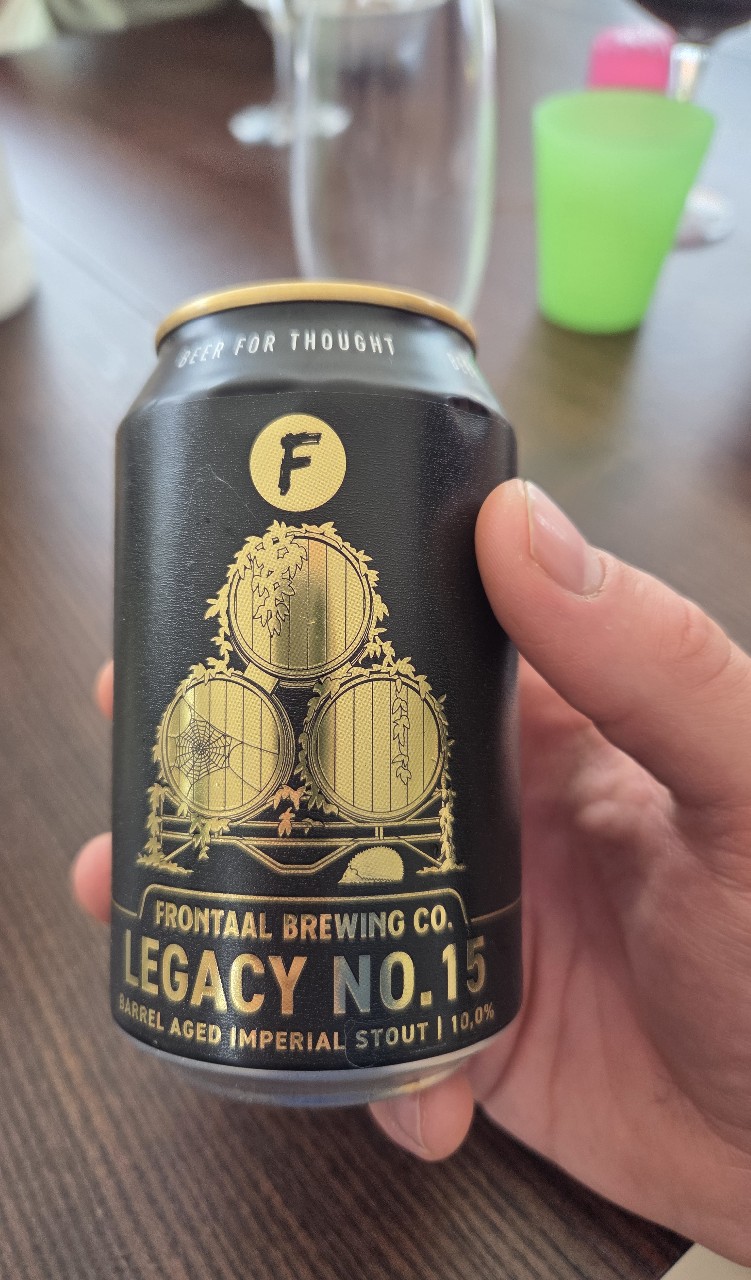 BEER FOR THOUGHT
F
FRONTAAL BREWING CO.
LEGACY NO.15
BARREL AGED IMPERIAL STOUT | 10,0%